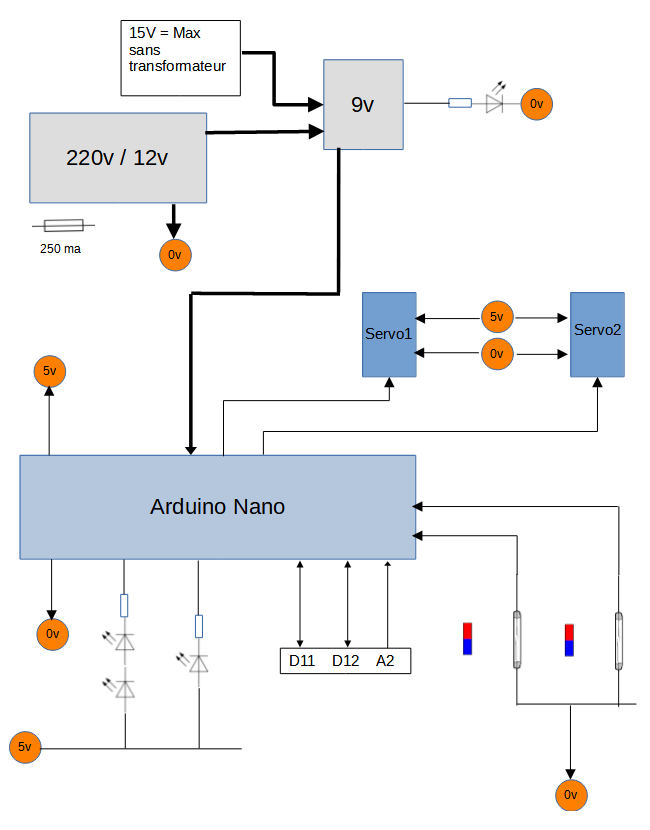 15V = Max
sans
transformateur
9v
0v
220v / 12v
250 ma
0v
Servo1
5v
0v
Servo2
5v
Arduino Nano
0v
D11 D12 A2
5v
0v